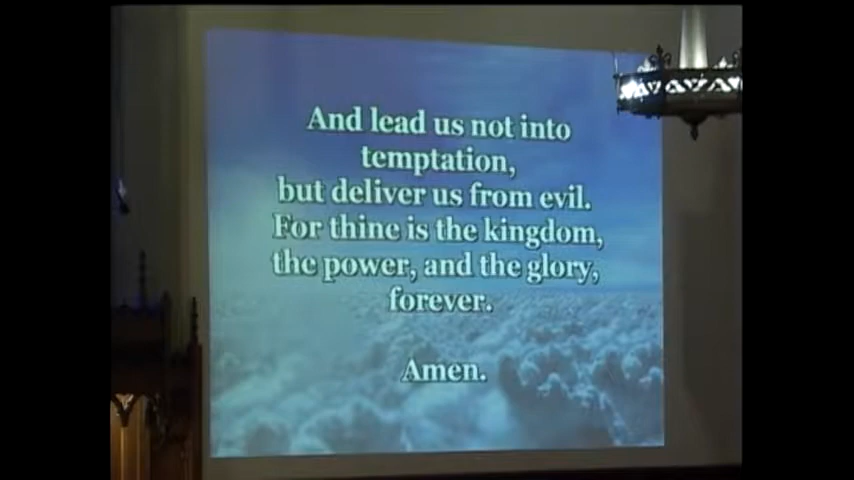 And lead us not into
temptation,
but deliver us from evil.
For thine is the kingdom,
the power, and the glory,
forever.
Amen.